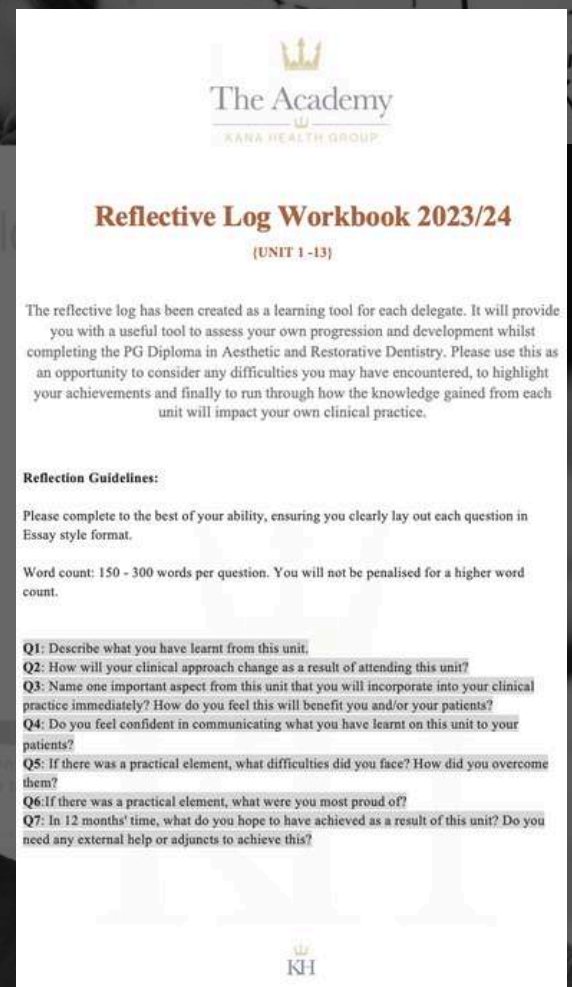 The Academy
KANA HEALTH GROUP
Reflective Log Workbook 2023/24
{UNIT 1 -13}
The reflective log has been created as a learning tool for each delegate. It will provide
you with a useful tool to assess your own progression and development whilst
completing the PG Diploma in Aesthetic and Restorative Dentistry. Please use this as
an opportunity to consider any difficulties you may have encountered, to highlight
your achievements and finally to run through how the knowledge gained from each
unit will impact your own clinical practice.
Reflection Guidelines:
Please complete to the best of your ability, ensuring you clearly lay out each question in
Essay style format.
Word count: 150 - 300 words per question. You will not be penalised for a higher word
count.
Q1: Describe what you have learnt from this unit.
Q2: How will your clinical approach change as a result of attending this unit?
Q3: Name one important aspect from this unit that you will incorporate into your clinical
practice immediately? How do you feel this will benefit you and/or your patients?
Q4: Do you feel confident in communicating what you have learnt on this unit to your
patients?
Q5: If there was a practical element, what difficulties did you face? How did you overcome
them?
Q6:If there was a practical element, what were you most proud of?
Q7: In 12 months' time, what do you hope to have achieved as a result of this unit? Do you
need any external help or adjuncts to achieve this?
KH